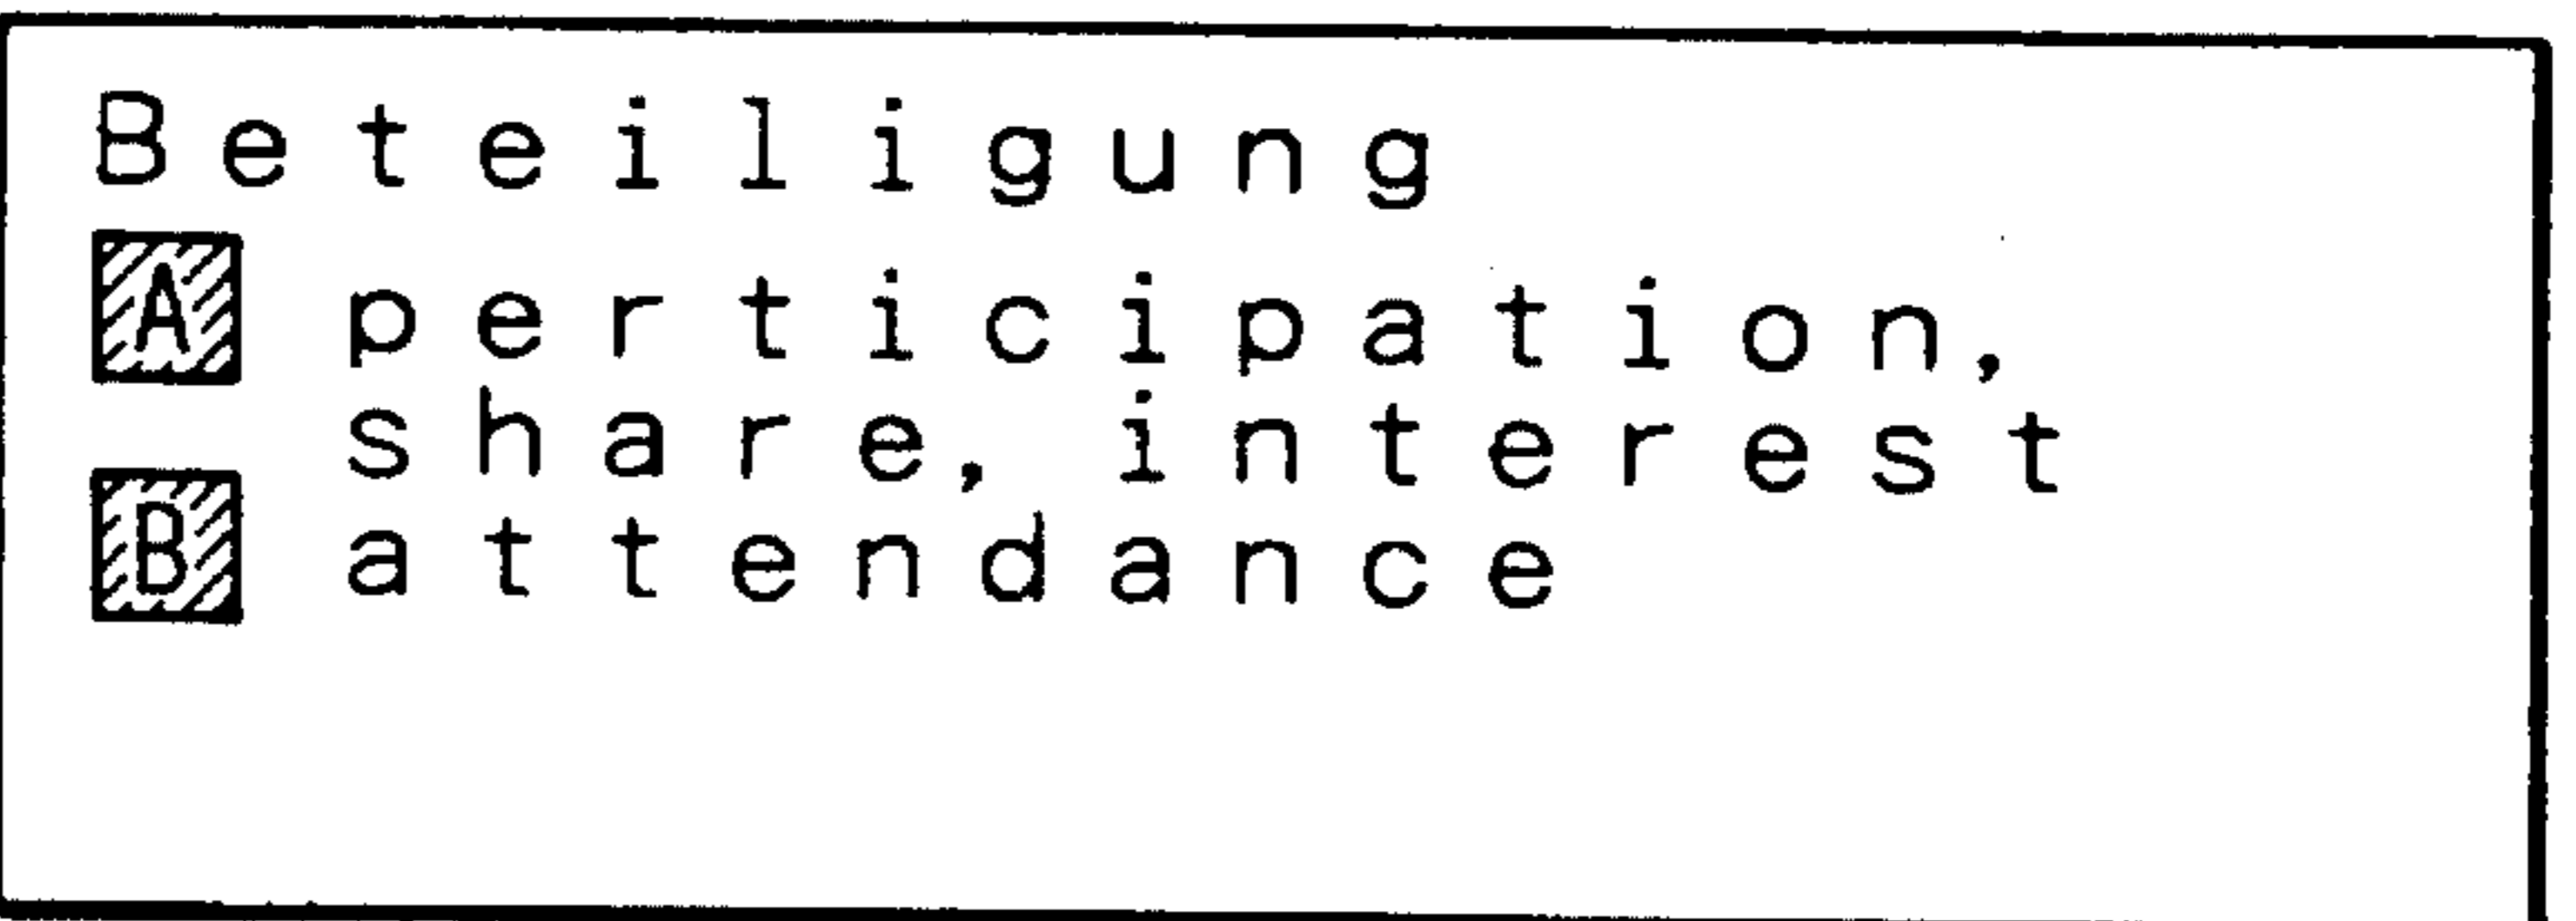 Beteiligung
A perticipation,
share, interest
B attendance